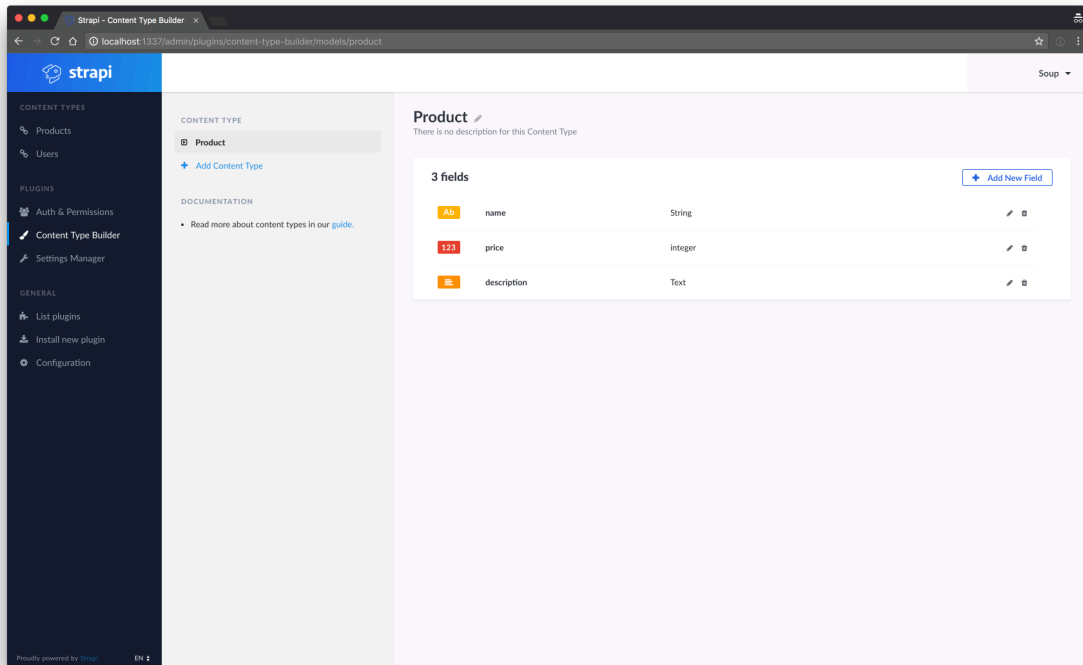 Strapi - Content Type Builder
localhost:1337/admin/plugins/content-type-builder/models/product
strapi
Soup
CONTENT TYPES
Products
Users
PLUGINS
Auth & Permissions
Content Type Builder
Settings Manager
GENERAL
List plugins
Install new plugin
Configuration
Proudly powered by Strapi
EN
CONTENT TYPE
Product
Add Content Type
DOCUMENTATION
Read more about content types in our guide.
Product
There is no description for this Content Type
3 fields
Add New Field
Ab name String
123 price integer
description Text